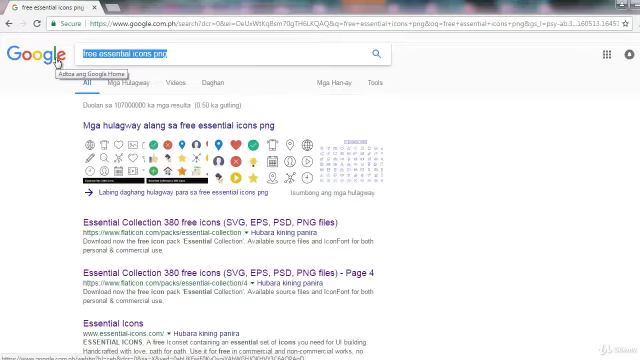 free essential icons png
Secure
https://www.google.com.ph/search?dcr=0&ei=
free+essential+icons+png&oq=free+essential+icons+png&gs_l=psy-ab.3
Google
free essential icons png
Adtoa ang Google Home
All
Mga Hulagway
Videos
Daghan
Mga Han-ay
Tools
Duolan sa 107000000 ka mga resulta (0.50 ka gutling)
Mga hulagway alang sa free essential icons png
Labing daghang hulagway para sa free essential icons png
Isumbong ang mga hulagway
Essential Collection 380 free icons (SVG, EPS, PSD, PNG files)
https://www.flaticon.com/packs/essential-collection
Hubara kining panira
Download now the free icon pack 'Essential Collection'. Available source files and IconFont for both
personal & commercial use.
Essential Collection 380 free icons (SVG, EPS, PSD, PNG files) - Page 4
https://www.flaticon.com/packs/essential-collection/4
Hubara kining panira
Download now the free icon pack 'Essential Collection'. Available source files and IconFont for both
personal & commercial use.
Essential Icons
www.essential-icons.com/
Hubara kining panira
ESSENTIAL ICONS. A free Iconset containing an essential set of icons you need for UI building
Handcrafted with love, path for path. Use it for free in commercial and non-commercial works, no
Udemy